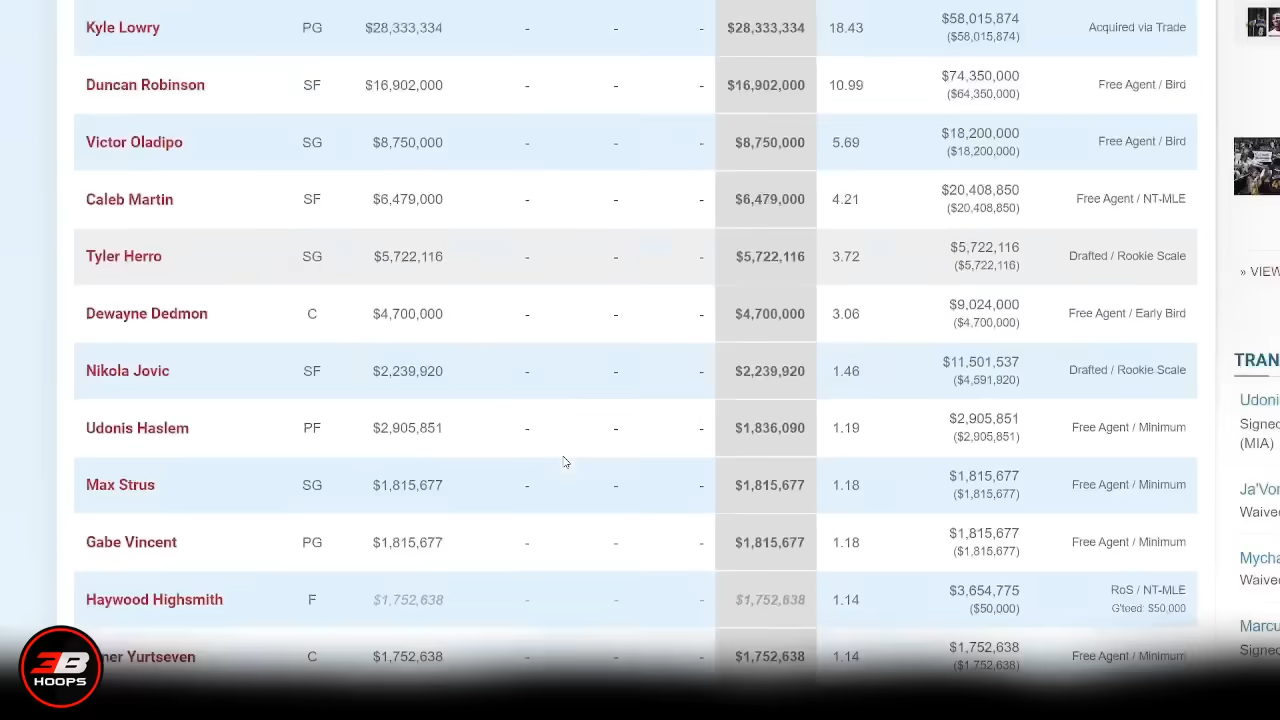 Kyle Lowry PG $28,333,334 - - - $28,333,334 18.43 $58,015,874 ($58,015,874) Acquired via Trade
Duncan Robinson SF $16,902,000 - - - $16,902,000 10.99 $74,350,000 ($64,350,000) Free Agent / Bird
Victor Oladipo SG $8,750,000 - - - $8,750,000 5.69 $18,200,000 ($18,200,000) Free Agent / Bird
Caleb Martin SF $6,479,000 - - - $6,479,000 4.21 $20,408,850 ($20,408,850) Free Agent / NT-MLE
Tyler Herro SG $5,722,116 - - - $5,722,116 3.72 $5,722,116 ($5,722,116) Drafted / Rookie Scale
Dewayne Dedmon C $4,700,000 - - - $4,700,000 3.06 $9,024,000 ($4,700,000) Free Agent / Early Bird
Nikola Jovic SF $2,239,920 - - - $2,239,920 1.46 $11,501,537 ($4,591,920) Drafted / Rookie Scale
Udonis Haslem PF $2,905,851 - - - $1,836,090 1.19 $2,905,851 ($2,905,851) Free Agent / Minimum
Max Strus SG $1,815,677 - - - $1,815,677 1.18 $1,815,677 ($1,815,677) Free Agent / Minimum
Gabe Vincent PG $1,815,677 - - - $1,815,677 1.18 $1,815,677 ($1,815,677) Free Agent / Minimum
Haywood Highsmith F $1,752,638 - - - $1,752,638 1.14 $3,654,775 ($50,000) RoS / NT-MLE G'teed: $50,000
mer Yurtseven C $1,752,638 - - - $1,752,638 1.14 $1,752,638 ($1,752,638) Free Agent / Minimum
» VIEW
TRAN
Udoni
Signed
(MIA)
Ja'Von
Waived
Mycha
Waived
Marcu
Signed
3B
HOOPS